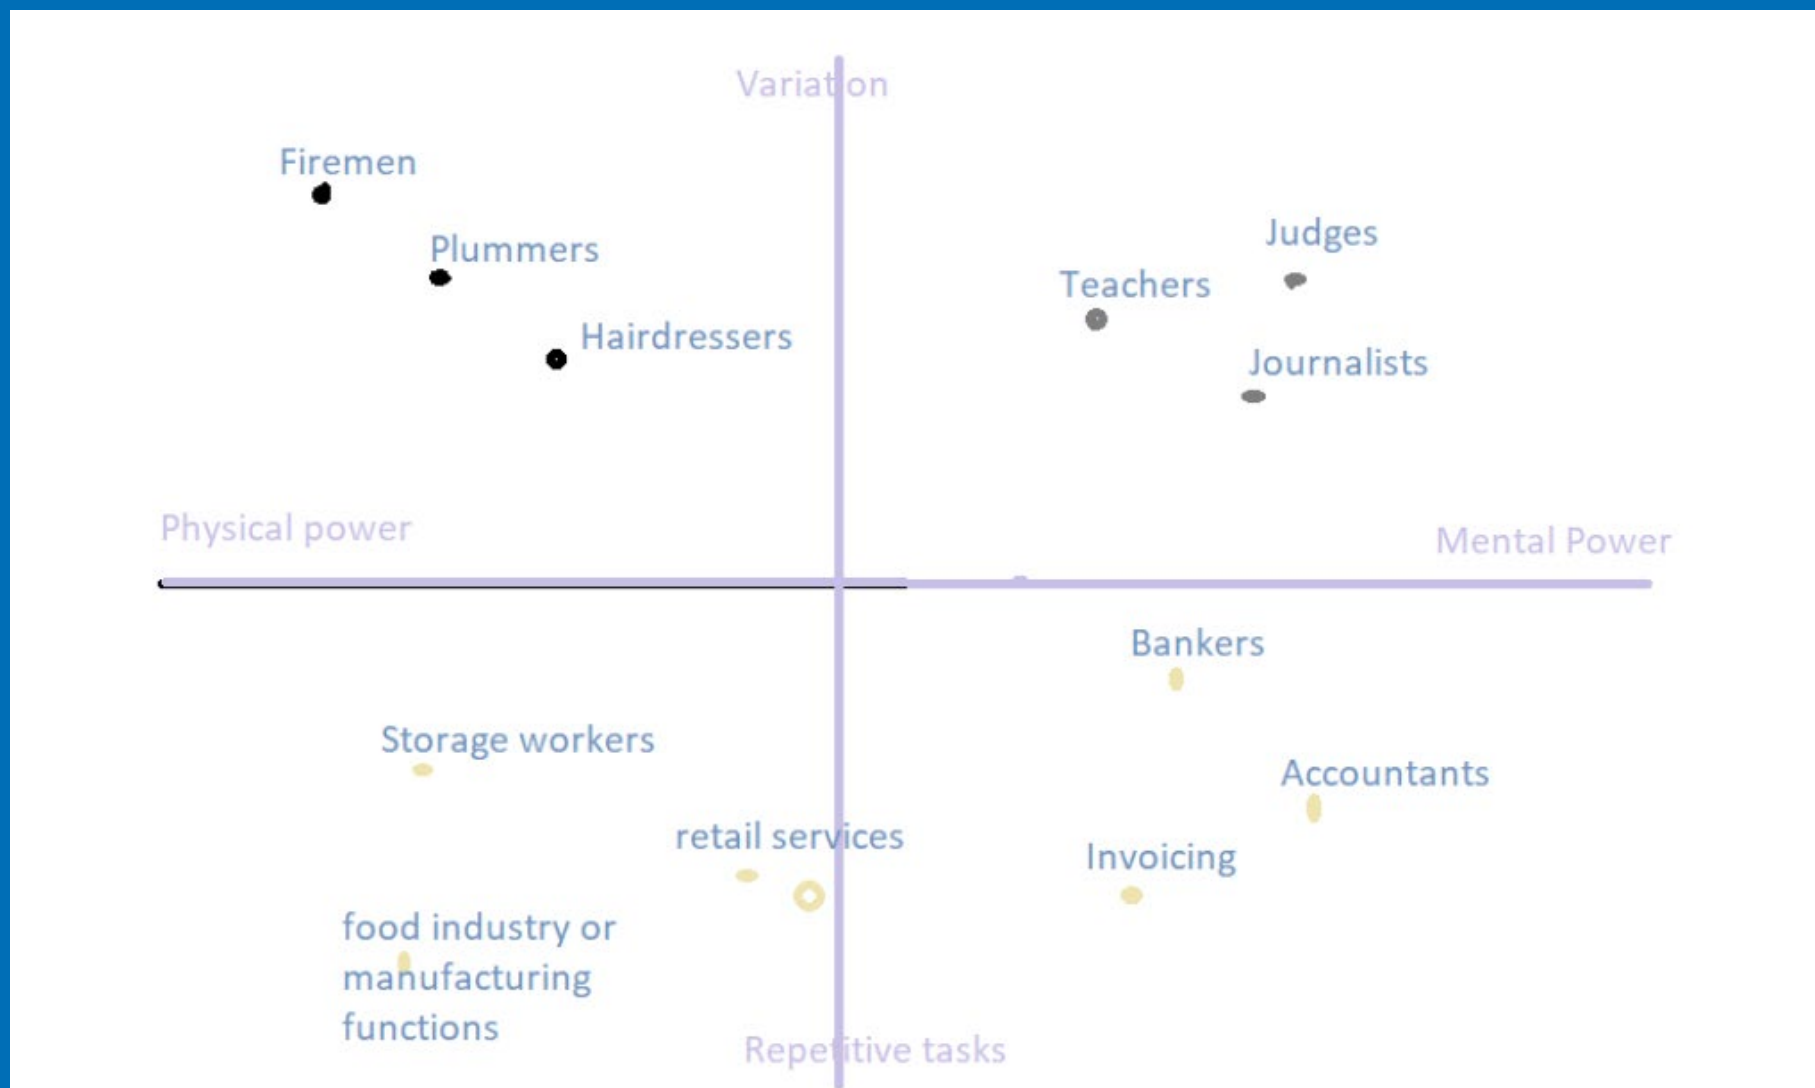 Variation
Firemen
Judges
Plummers
Teachers
Hairdressers
Journalists
Physical power
Mental Power
Bankers
Storage workers
Accountants
retail services
Invoicing
food industry or
manufacturing
functions
Repetitive tasks